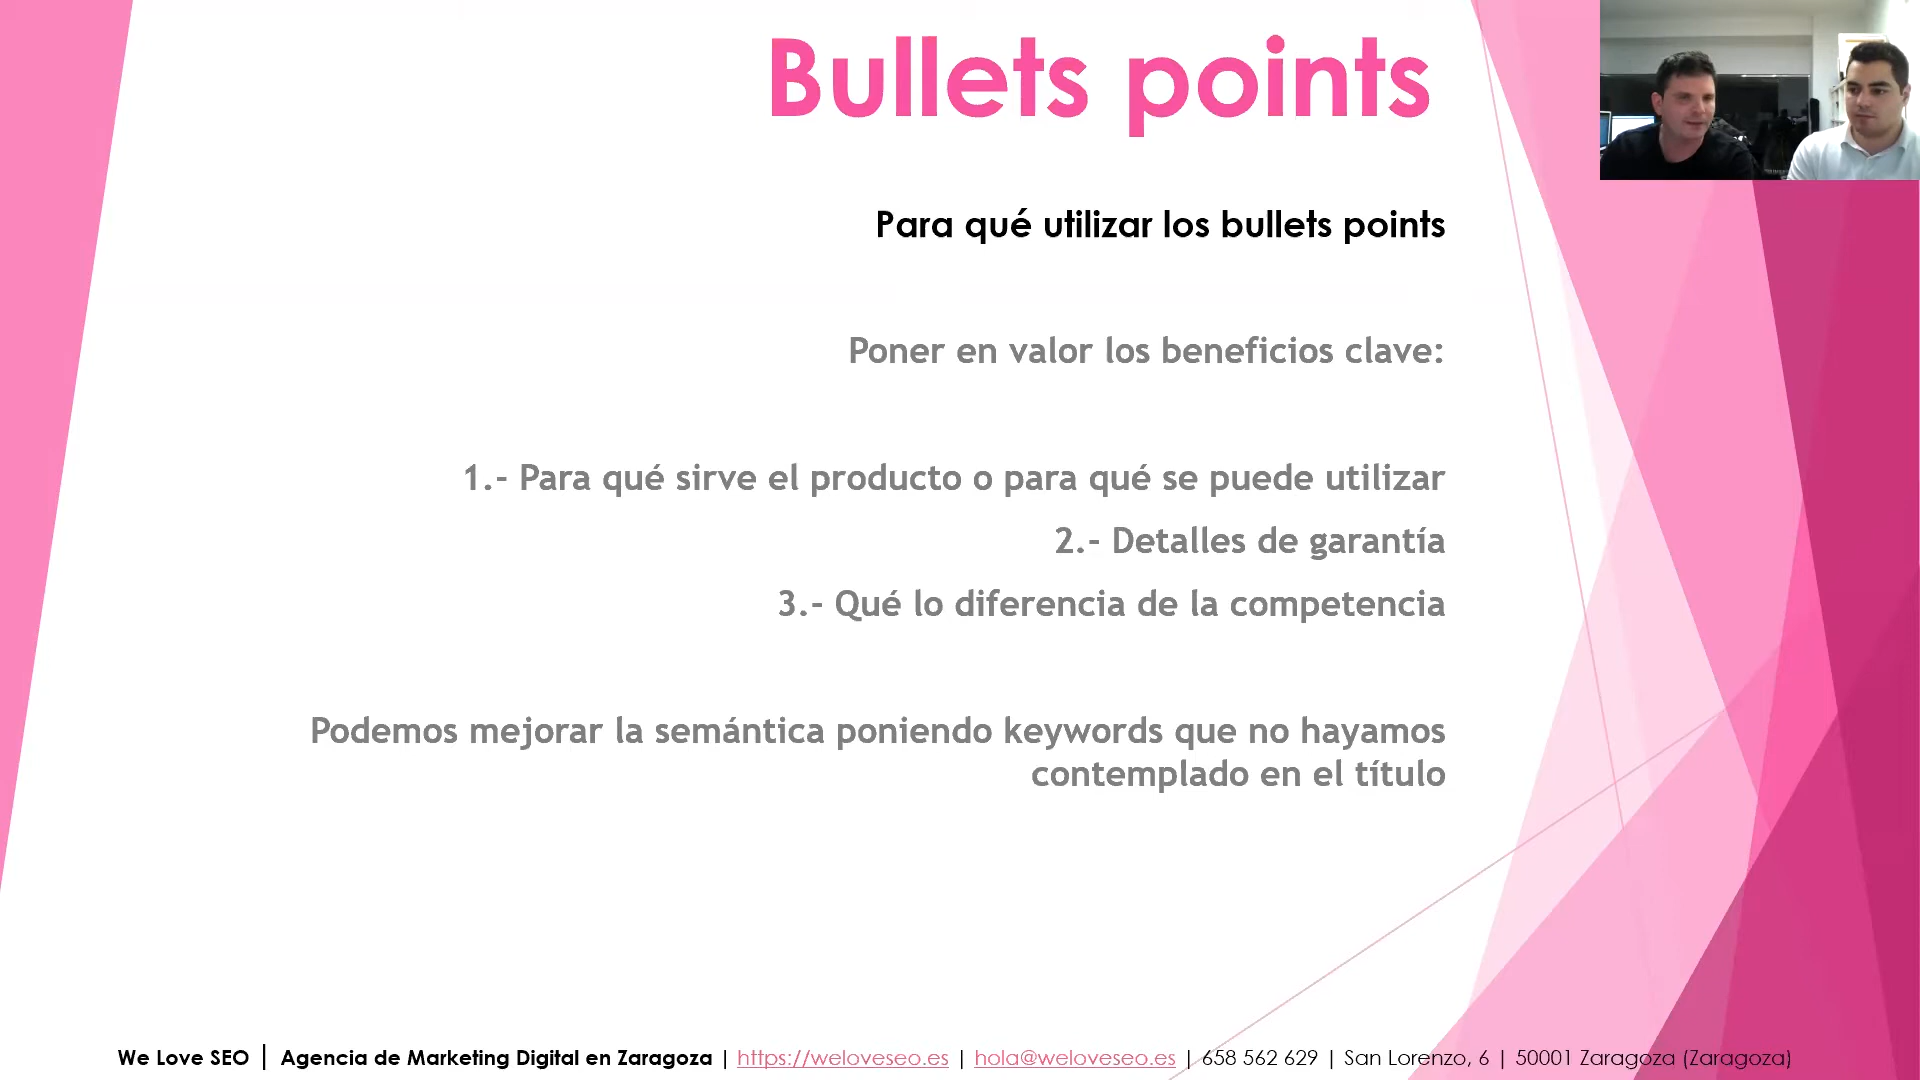 Bullets points
Para qué utilizar los bullets points
Poner en valor los beneficios clave:
1.- Para qué sirve el producto o para qué se puede utilizar
2.- Detalles de garantía
3.- Qué lo diferencia de la competencia
Podemos mejorar la semántica poniendo keywords que no hayamos
contemplado en el título
We Love SEO | Agencia de Marketing Digital en Zaragoza | https://weloveseo.es | hola@weloveseo.es | 658 562 629 | San Lorenzo, 6 | 50001 Zaragoza (Zaragoza)